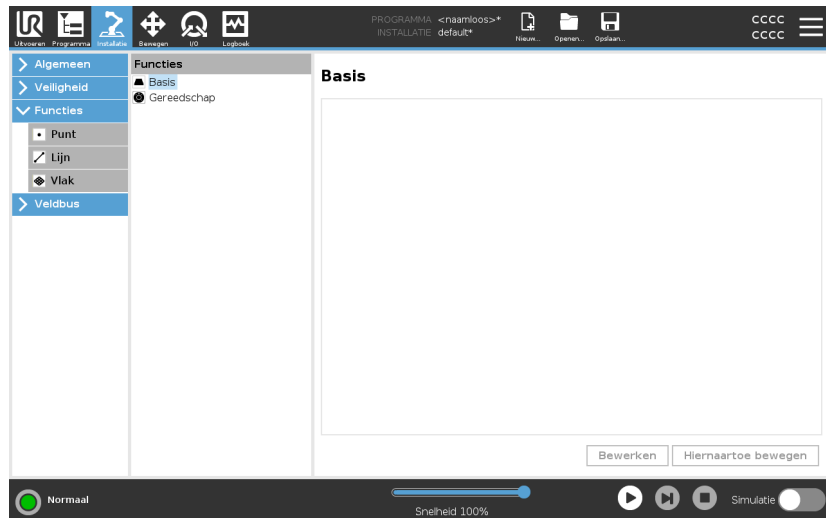 UR
PROGRAMMA <naamloos>*
INSTALLATIE default*
CCCC
CCCC
Uitvoeren Programma Installatie Bewegen I/O Logboek Nieuw... Openen... Opslaan...
Algemeen
Veiligheid
Functies
Punt
Lijn
Vlak
Veldbus
Functies
Basis
Gereedschap
Basis
Bewerken Hiernaartoe bewegen
Normaal
Snelheid 100%
Simulatie